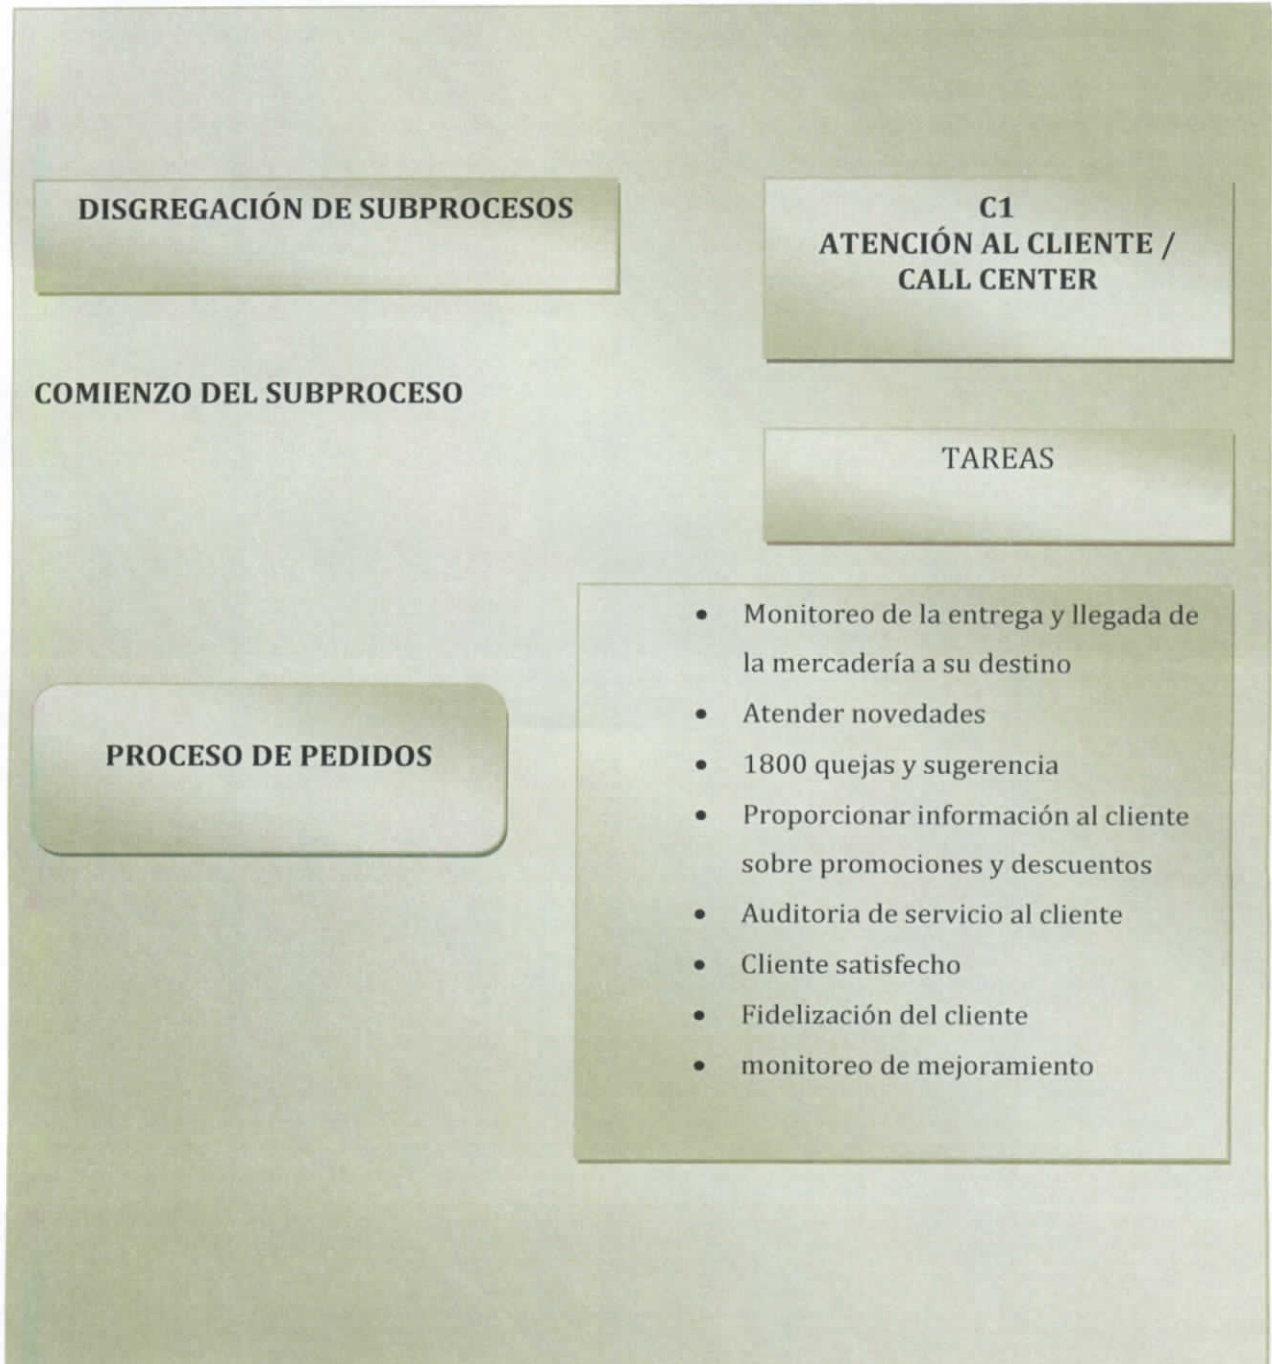 DISGREGACIÓN DE SUBPROCESOS
C1
ATENCIÓN AL CLIENTE /
CALL CENTER
COMIENZO DEL SUBPROCESO
TAREAS
PROCESO DE PEDIDOS
• Monitoreo de la entrega y llegada de
la mercadería a su destino
• Atender novedades
• 1800 quejas y sugerencia
• Proporcionar información al cliente
sobre promociones y descuentos
• Auditoria de servicio al cliente
• Cliente satisfecho
• Fidelización del cliente
• monitoreo de mejoramiento